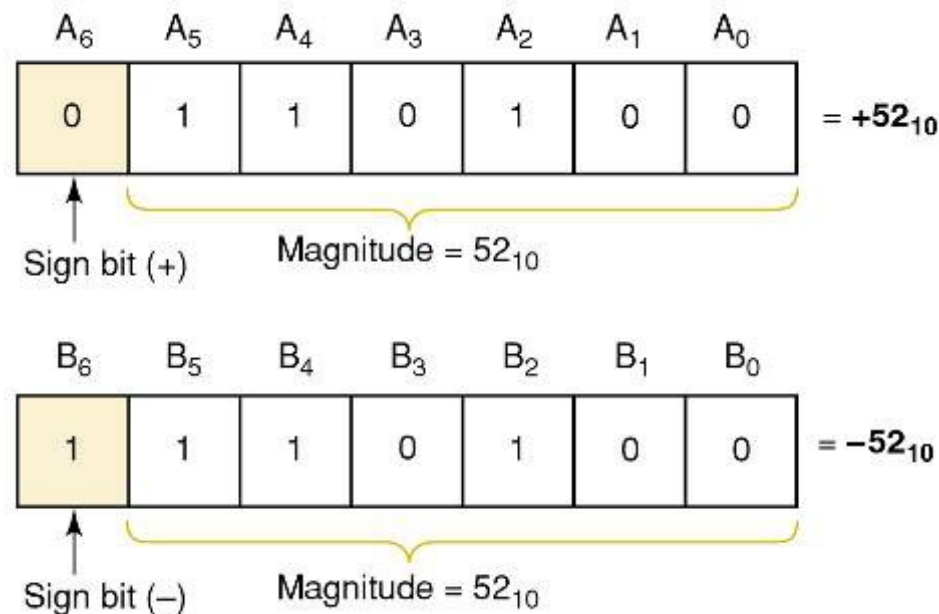 A₆ A₅ A₄ A₃ A₂ A₁ A₀
0 1 1 0 1 0 0 = +52₁₀
Sign bit (+) Magnitude = 52₁₀
B₆ B₅ B₄ B₃ B₂ B₁ B₀
1 1 1 0 1 0 0 = −52₁₀
Sign bit (−) Magnitude = 52₁₀